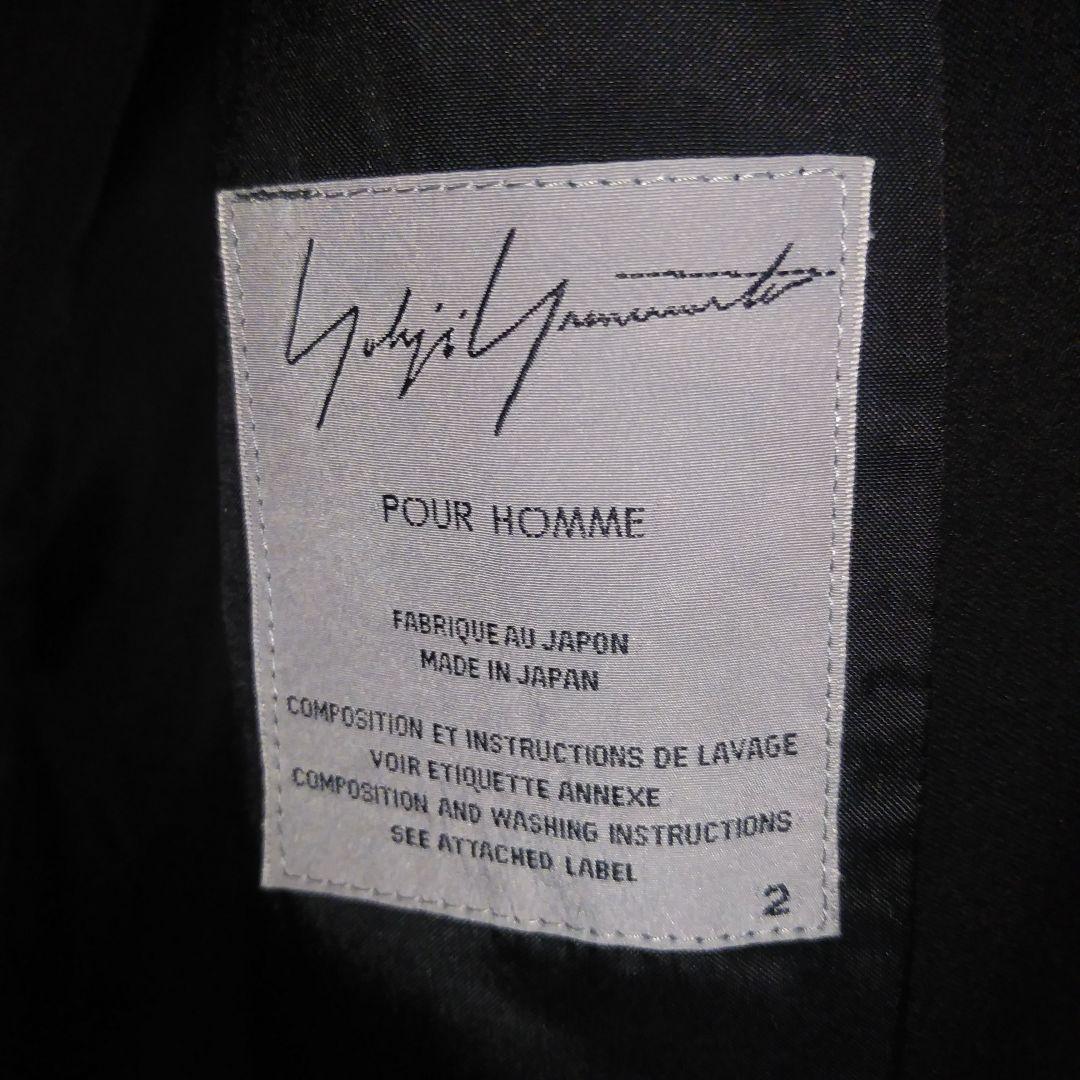 Yohji Yamamoto
POUR HOMME
FABRIQUE AU JAPON
MADE IN JAPAN
COMPOSITION ET INSTRUCTIONS DE LAVAGE
VOIR ETIQUETTE ANNEXE
COMPOSITION AND WASHING INSTRUCTIONS
SEE ATTACHED LABEL
2